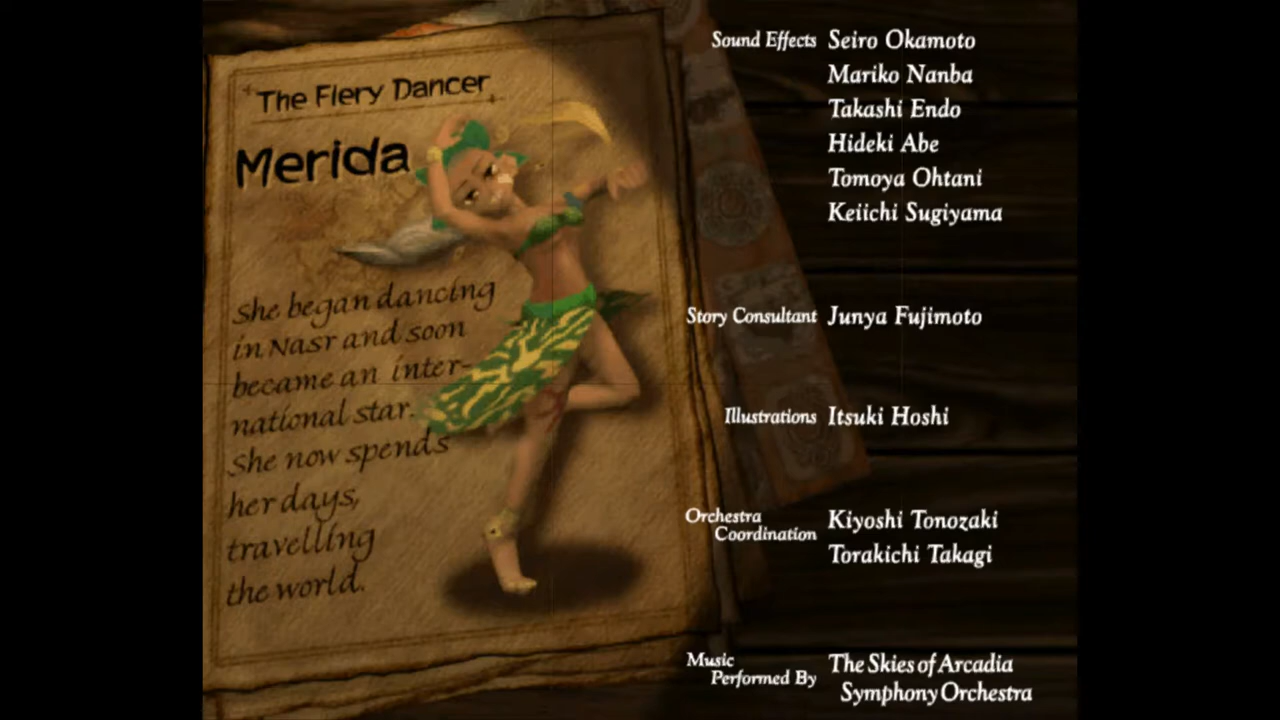 The Fiery Dancer
Merida
She began dancing
in Nasr and soon
became an inter-
national star.
She now spends
her days,
travelling
the world.
Sound Effects Seiro Okamoto
Mariko Nanba
Takashi Endo
Hideki Abe
Tomoya Ohtani
Keiichi Sugiyama
Story Consultant Junya Fujimoto
Illustrations Itsuki Hoshi
Orchestra
Coordination
Kiyoshi Tonozaki
Torakichi Takagi
Music
Performed By
The Skies of Arcadia
Symphony Orchestra